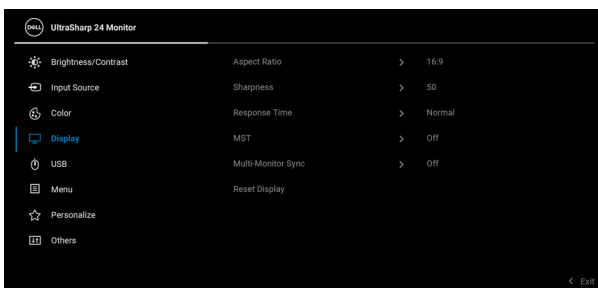 DELL UltraSharp 24 Monitor
Brightness/Contrast Aspect Ratio > 16:9
Input Source Sharpness > 50
Color Response Time > Normal
Display MST > Off
USB Multi-Monitor Sync > Off
Menu Reset Display
Personalize
Others
< Exit